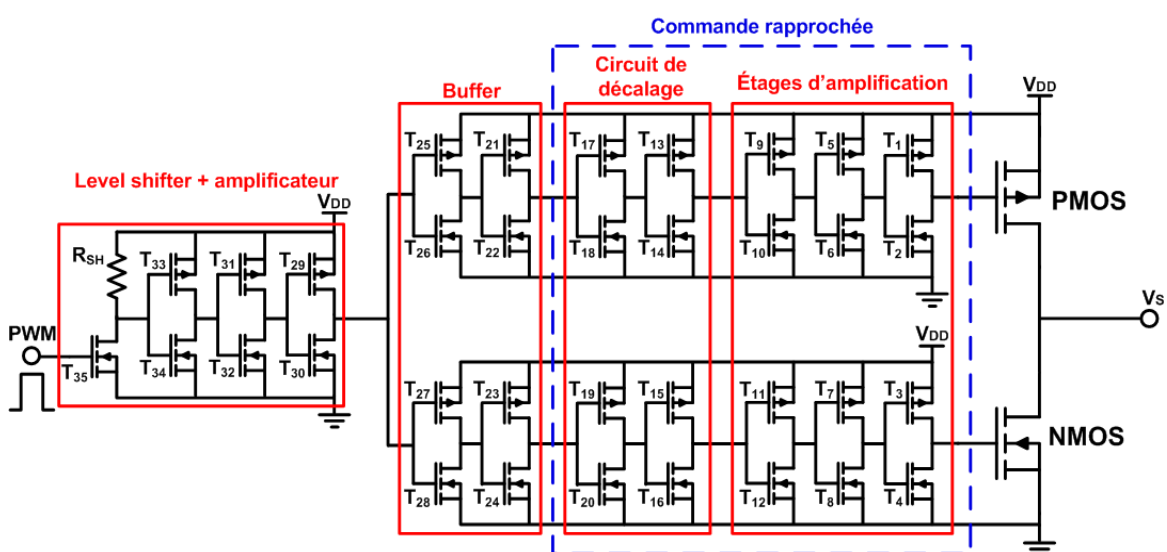 Commande rapprochée
Circuit de
décalage
Étages d'amplification
Buffer
Level shifter + amplificateur
VDD
VDD
T25
T21
T17
T13
T9
T5
T1
PMOS
T26
T22
T18
T14
T10
T6
T2
RSH
T33
T31
T29
PWM
T35
T34
T32
T30
VS
VDD
T27
T23
T19
T15
T11
T7
T3
NMOS
T28
T24
T20
T16
T12
T8
T4